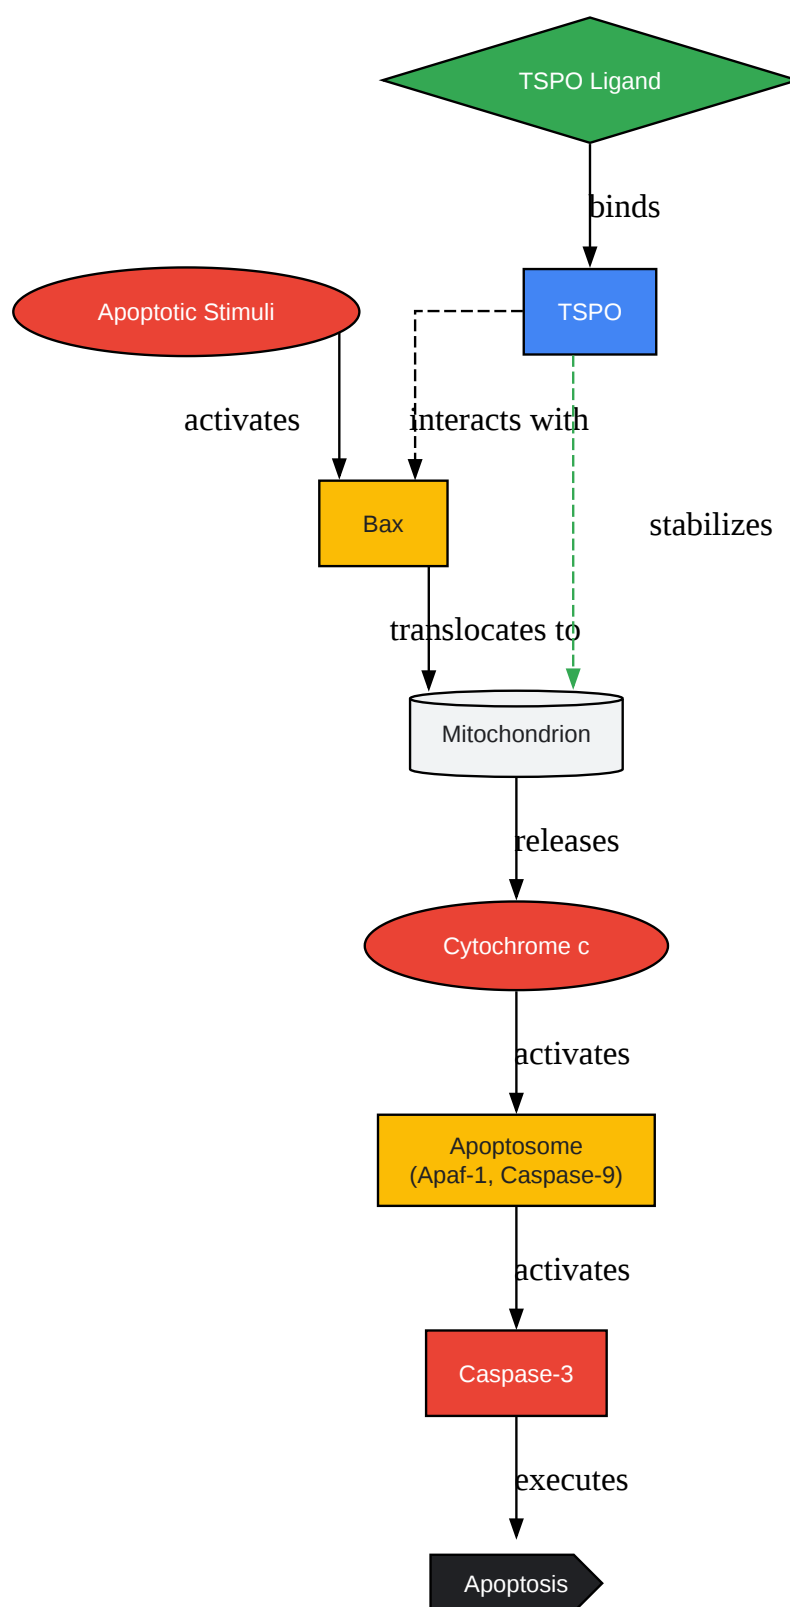 TSPO Ligand
binds
Apoptotic Stimuli
TSPO
activates
interacts with
Bax
stabilizes
translocates to
Mitochondrion
releases
Cytochrome c
activates
Apoptosome
(Apaf-1, Caspase-9)
activates
Caspase-3
executes
Apoptosis